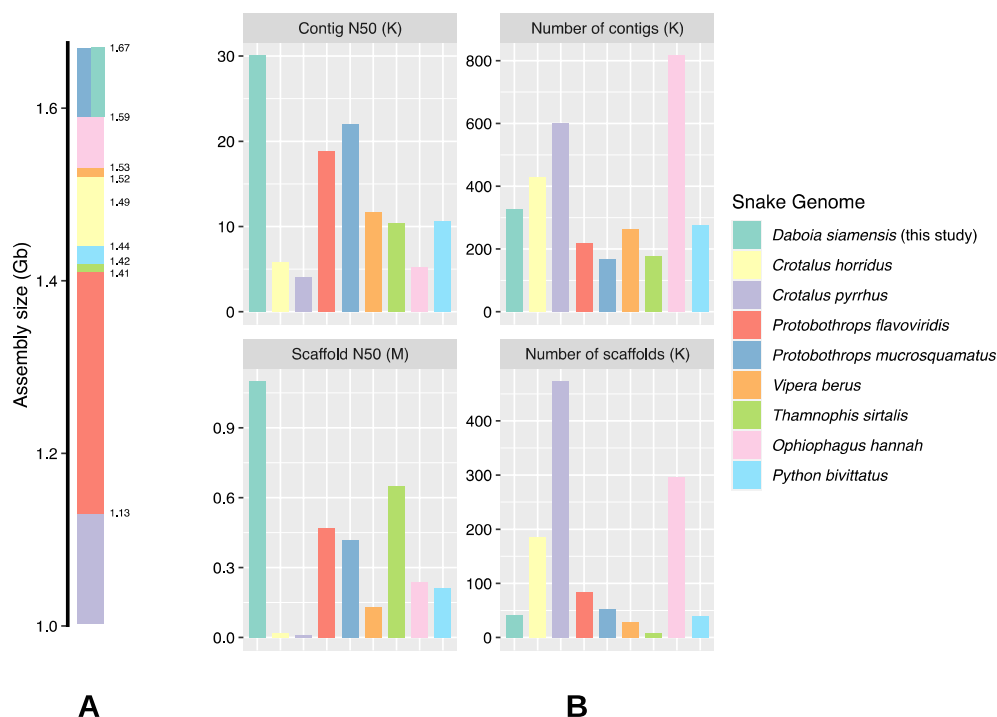 Assembly size (Gb)
1.6
1.4
1.2
1.0
1.67
1.59
1.53
1.52
1.49
1.44
1.42
1.41
1.13
A
Contig N50 (K)
30
20
10
0
Number of contigs (K)
800
600
400
200
0
Scaffold N50 (M)
0.9
0.6
0.3
0.0
Number of scaffolds (K)
400
300
200
100
0
B
Snake Genome
Daboia siamensis (this study)
Crotalus horridus
Crotalus pyrrhus
Protobothrops flavoviridis
Protobothrops mucrosquamatus
Vipera berus
Thamnophis sirtalis
Ophiophagus hannah
Python bivittatus